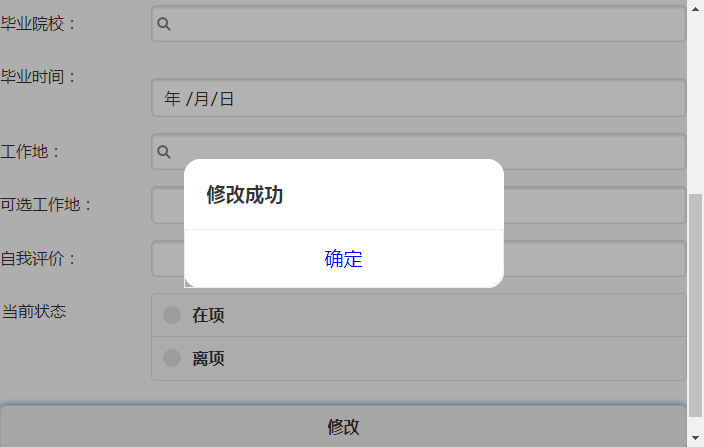 毕业院校：
毕业时间：
年 /月/日
工作地：
修改成功
可选工作地：
自我评价：
确定
当前状态
在项
离项
修改